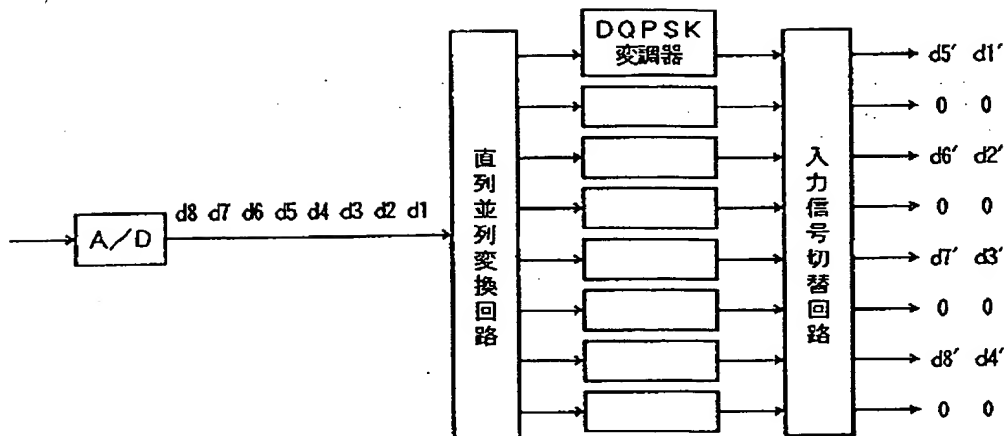 DQPSK
変調器
d5′ d1′
0 0
d6′ d2′
直列並列変換回路
入力信号切替回路
d8 d7 d6 d5 d4 d3 d2 d1
0 0
A/D
d7′ d3′
0 0
d8′ d4′
0 0